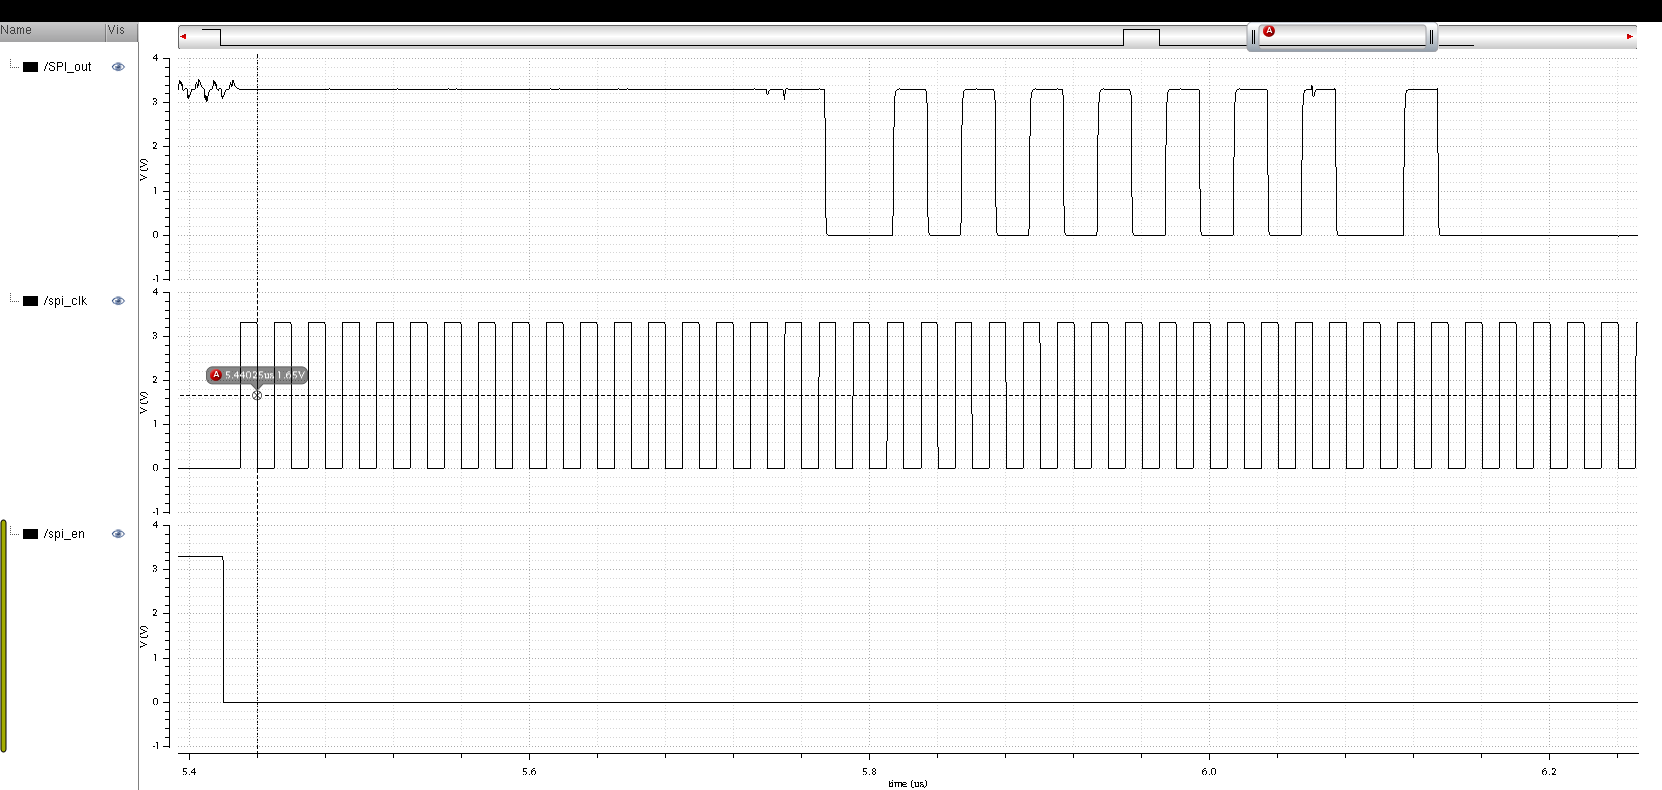 Name Vis
A
/SPI_out
4
3
2
1
0
-1
V (V)
/spi_clk
4
3
2
1
0
-1
V (V)
A 5.44025us 1.65V
/spi_en
4
3
2
1
0
-1
V (V)
5.4 5.6 5.8 6.0 6.2
time (us)